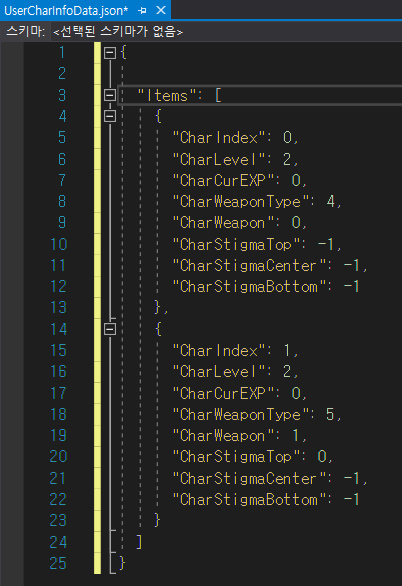 UserCharInfoData.json*
스키마: <선택된 스키마가 없음>
1 {
2
3 "Items": [
4 {
5 "CharIndex": 0,
6 "CharLevel": 2,
7 "CharCurEXP": 0,
8 "CharWeaponType": 4,
9 "CharWeapon": 0,
10 "CharStigmaTop": -1,
11 "CharStigmaCenter": -1,
12 "CharStigmaBottom": -1
13 },
14 {
15 "CharIndex": 1,
16 "CharLevel": 2,
17 "CharCurEXP": 0,
18 "CharWeaponType": 5,
19 "CharWeapon": 1,
20 "CharStigmaTop": 0,
21 "CharStigmaCenter": -1,
22 "CharStigmaBottom": -1
23 }
24 ]
25 }